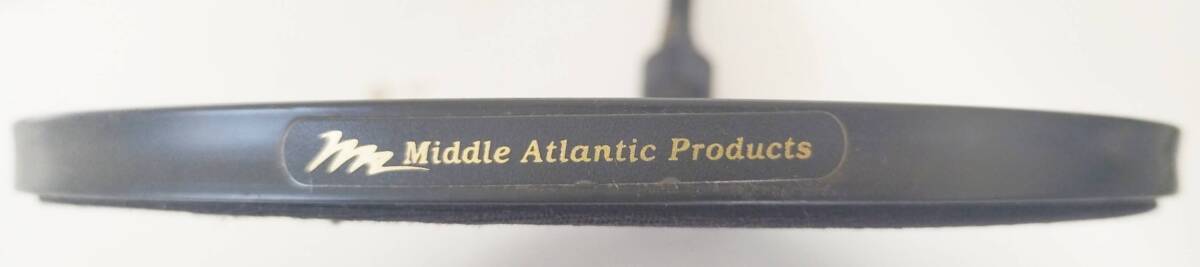 Middle Atlantic Products